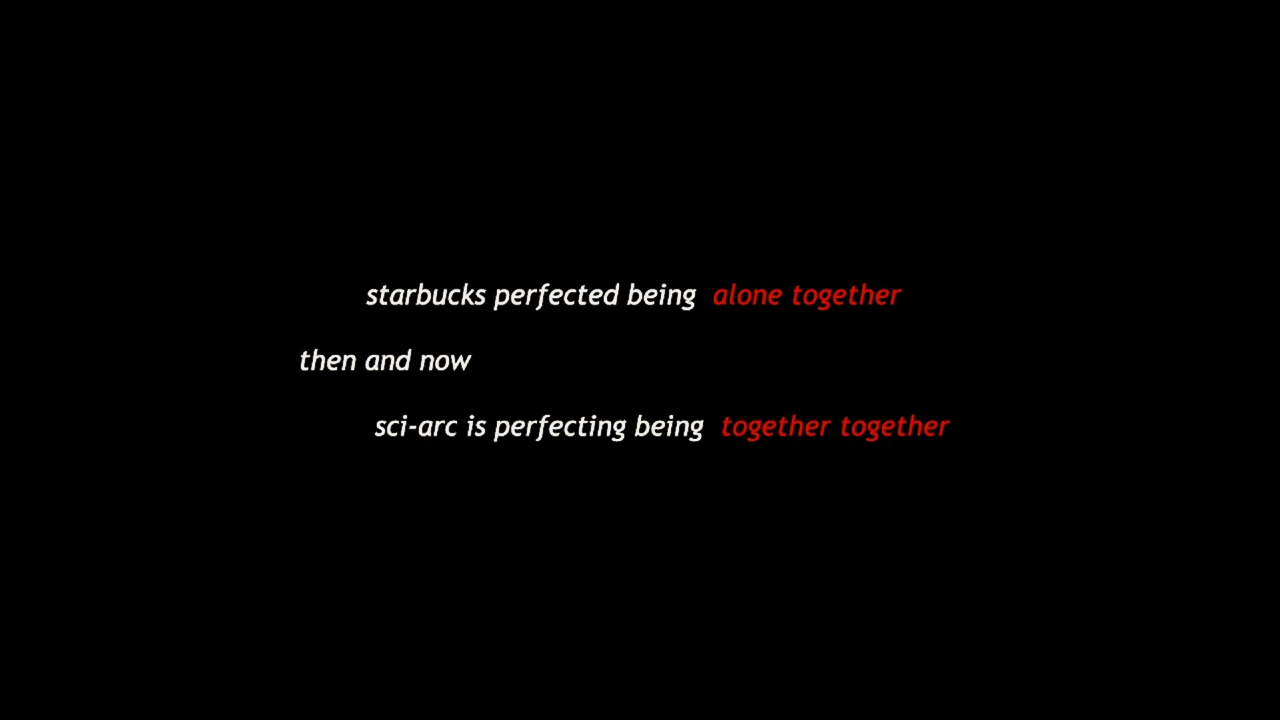 starbucks perfected being alone together
then and now
sci-arc is perfecting being together together